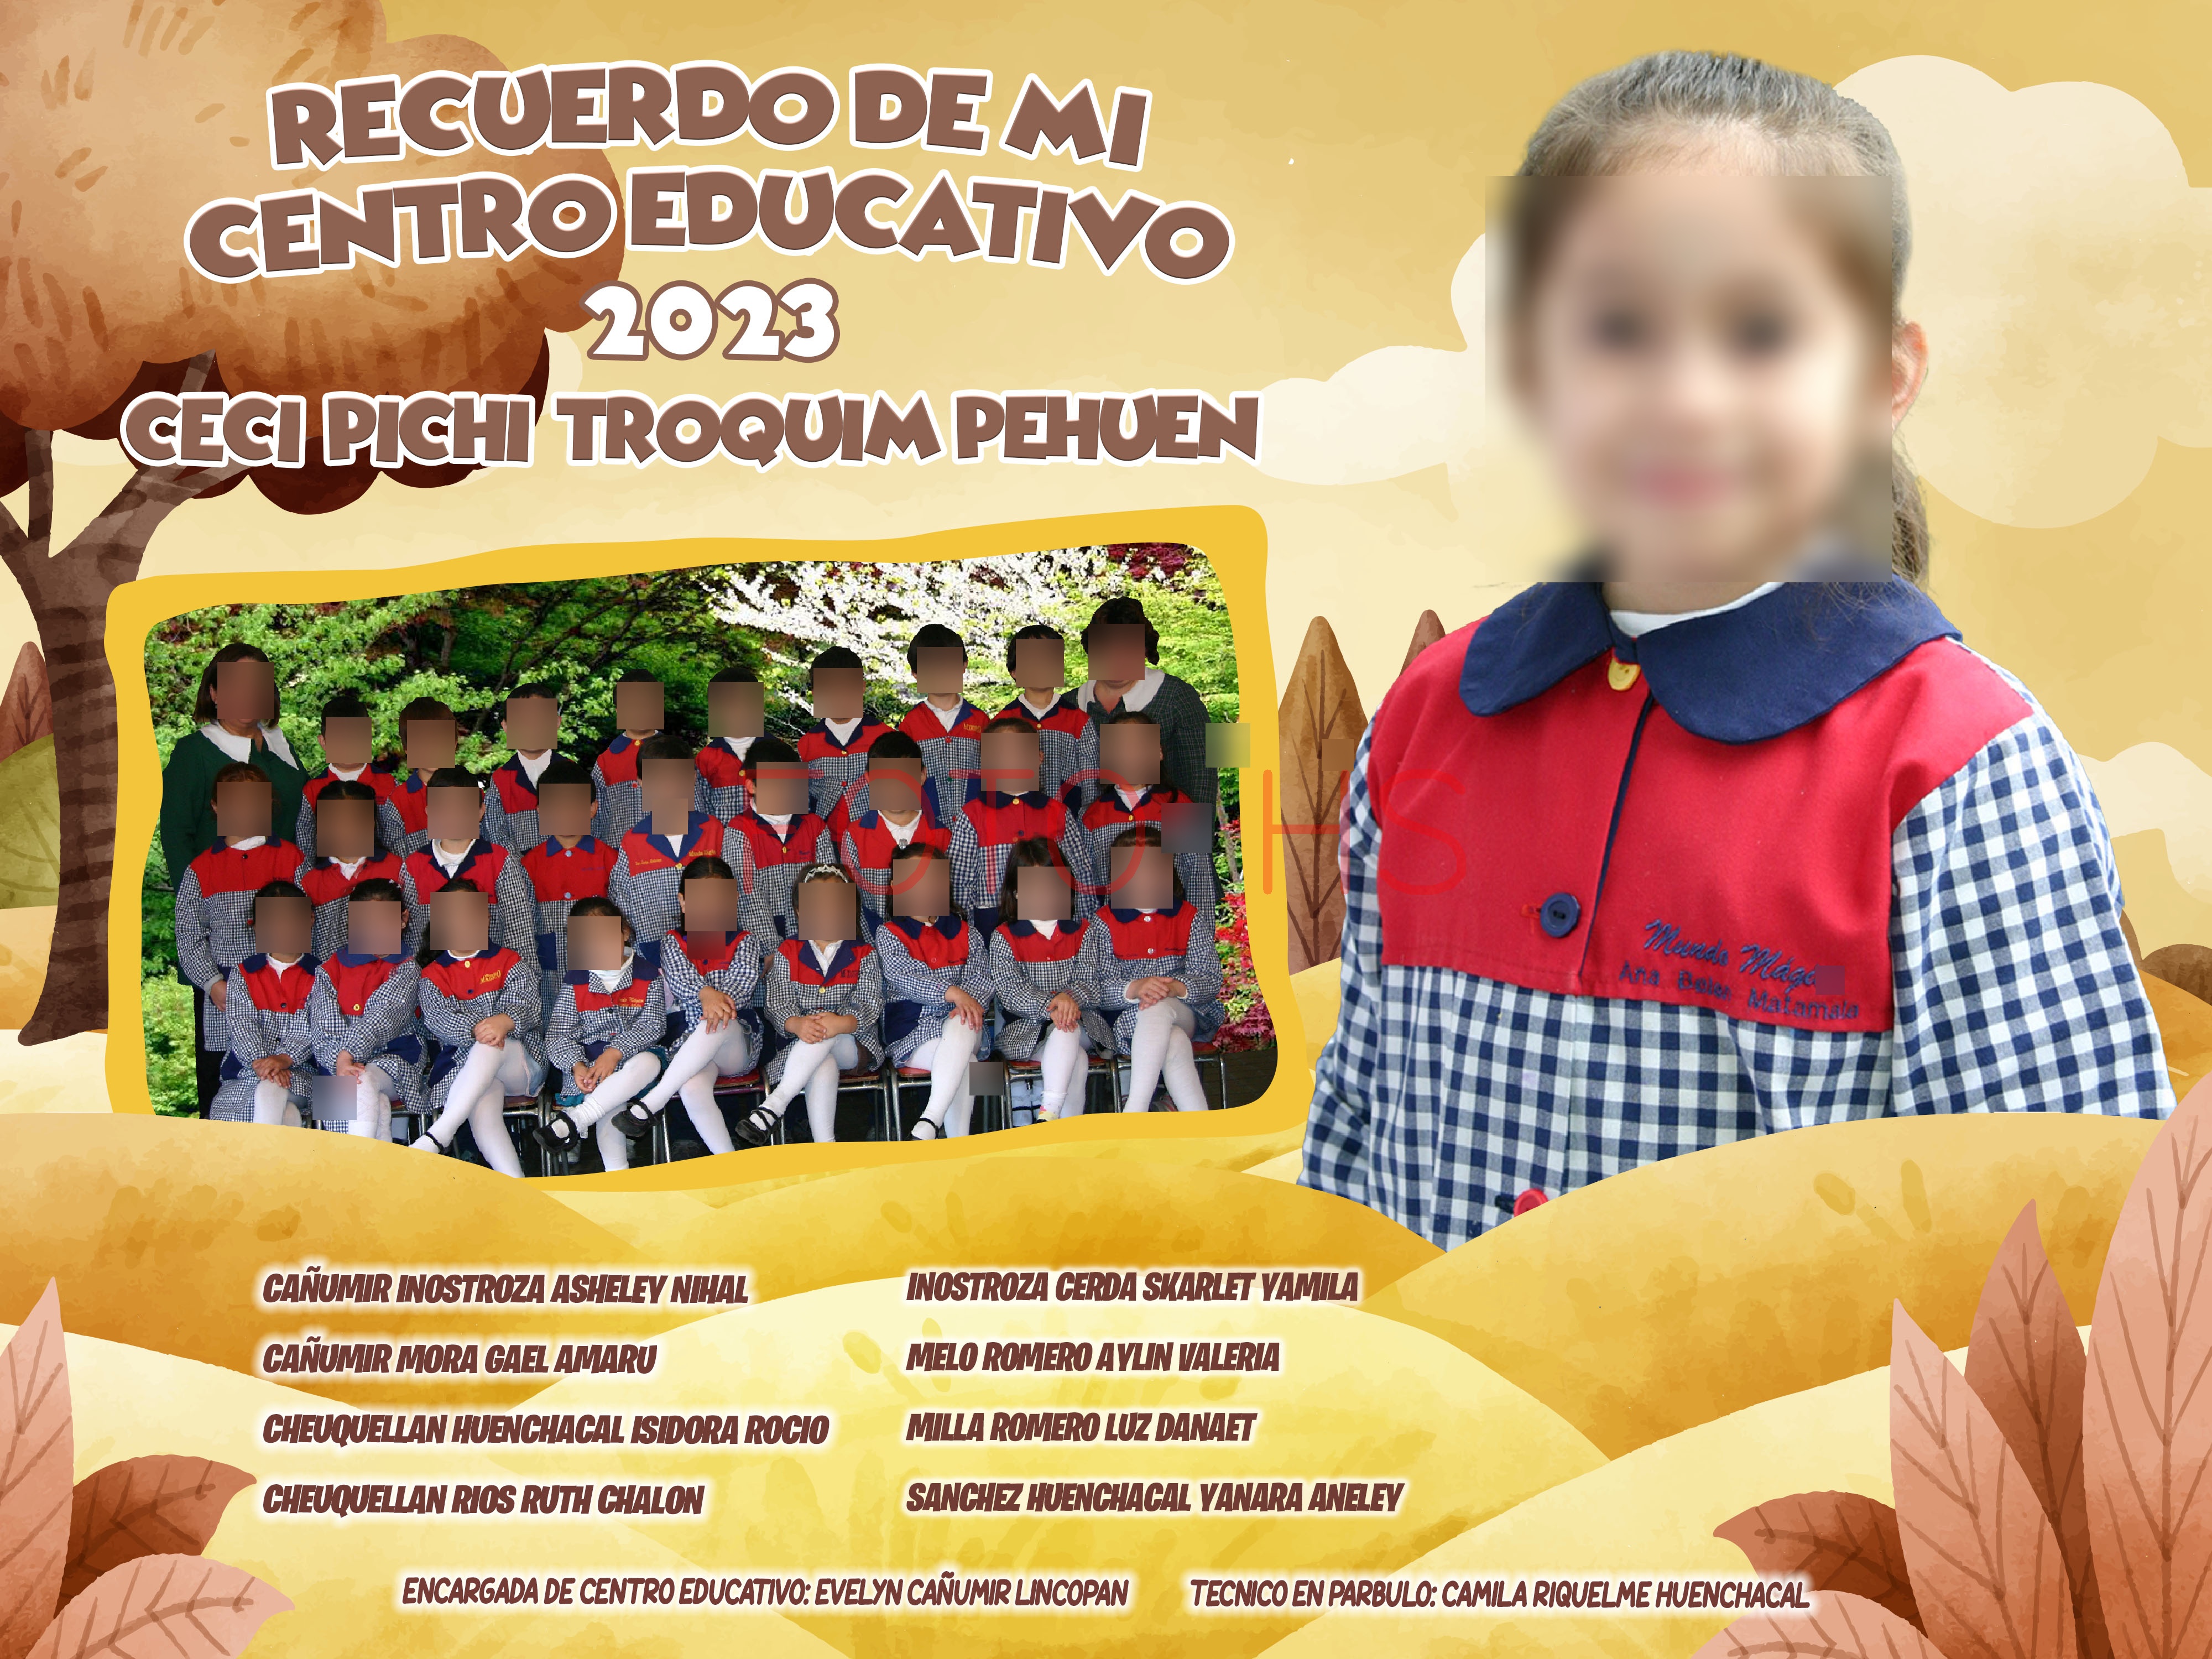 RECUERDO DE MI
CENTRO EDUCATIVO
2023
CECI PICHI TROQUIM PEHUEN
FOTO HS
Mundo
Ana Matamala
CAÑUMIR INOSTROZA ASHELEY NIHAL
CAÑUMIR MORA GAEL AMARU
CHEUQUELLAN HUENCHACAL ISIDORA ROCIO
CHEUQUELLAN RIOS RUTH CHALON
INOSTROZA CERDA SKARLET YAMILA
MELO ROMERO AYLIN VALERIA
MILLA ROMERO LUZ DANAET
SANCHEZ HUENCHACAL YANARA ANELEY
ENCARGADA DE CENTRO EDUCATIVO: EVELYN CAÑUMIR LINCOPAN
TECNICO EN PARBULO: CAMILA RIQUELME HUENCHACAL